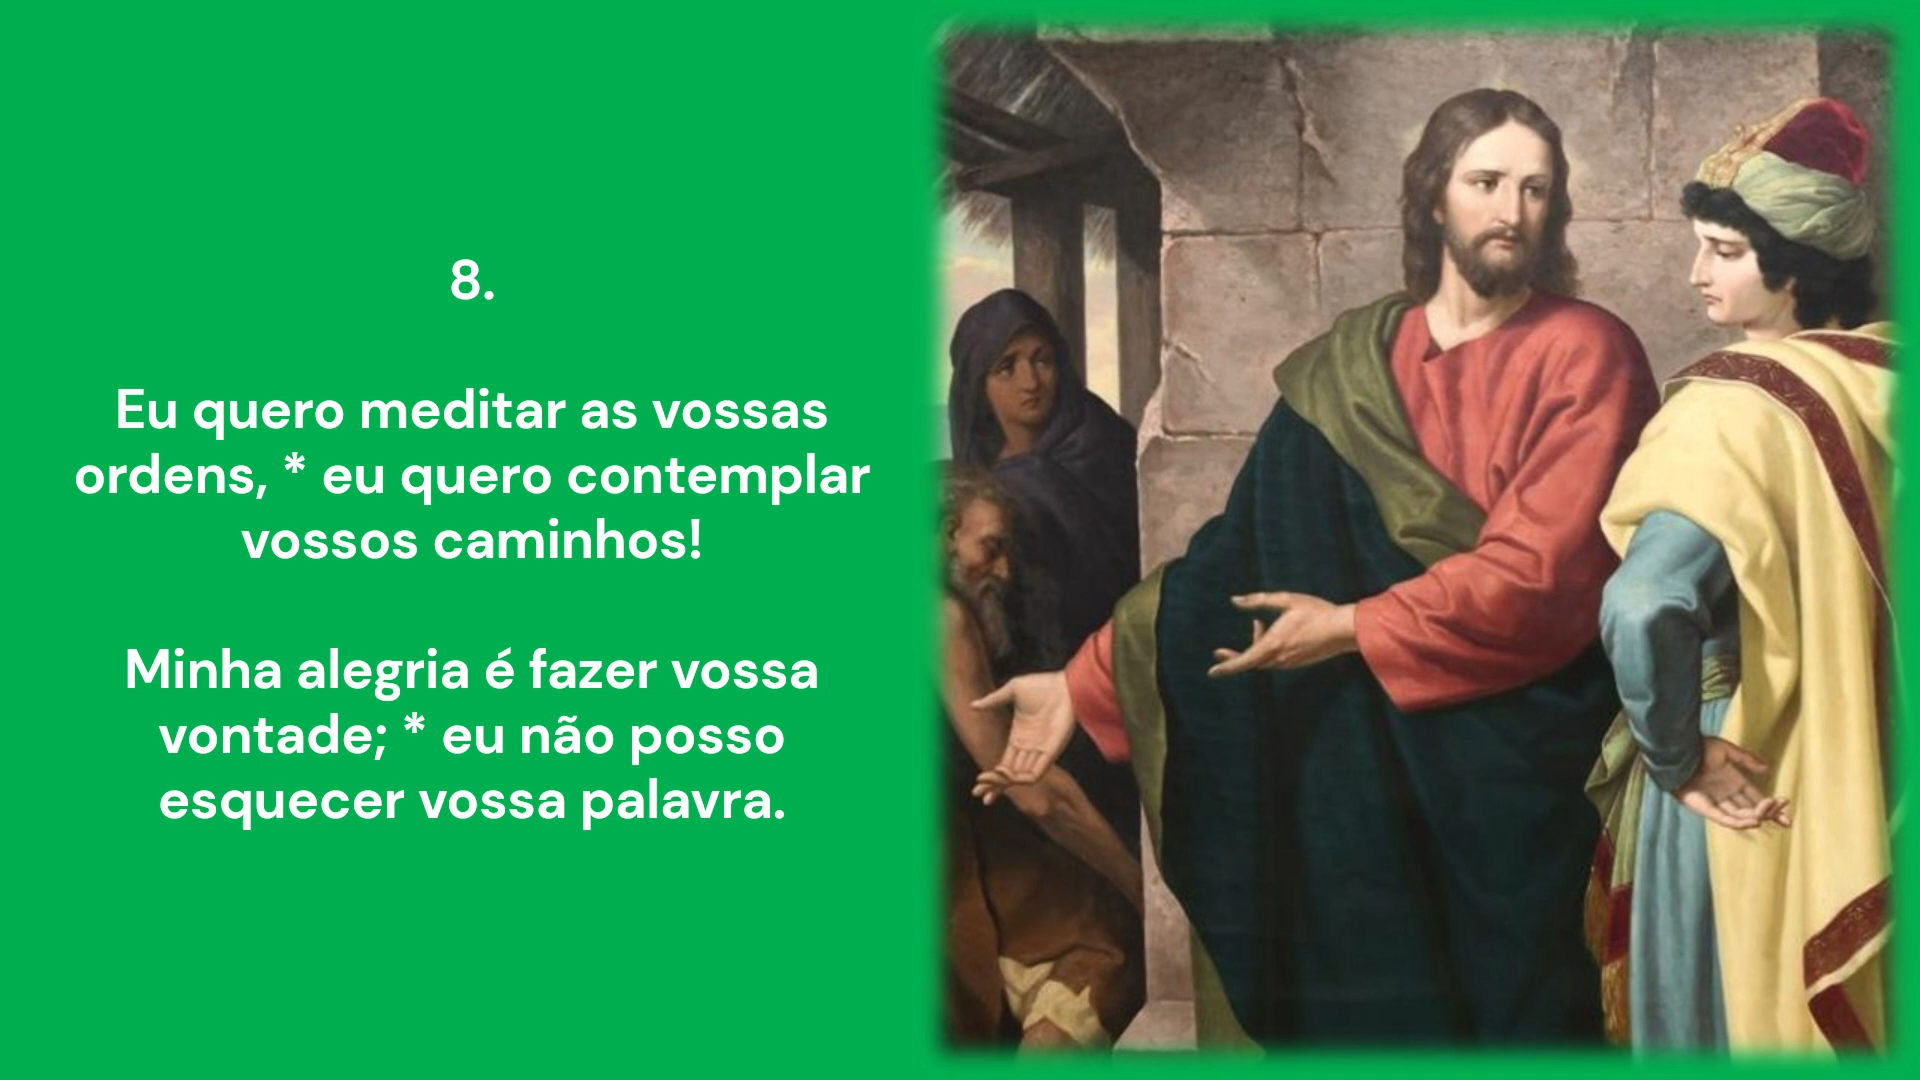 8.
Eu quero meditar as vossas
ordens, * eu quero contemplar
vossos caminhos!
Minha alegria é fazer vossa
vontade; * eu não posso
esquecer vossa palavra.